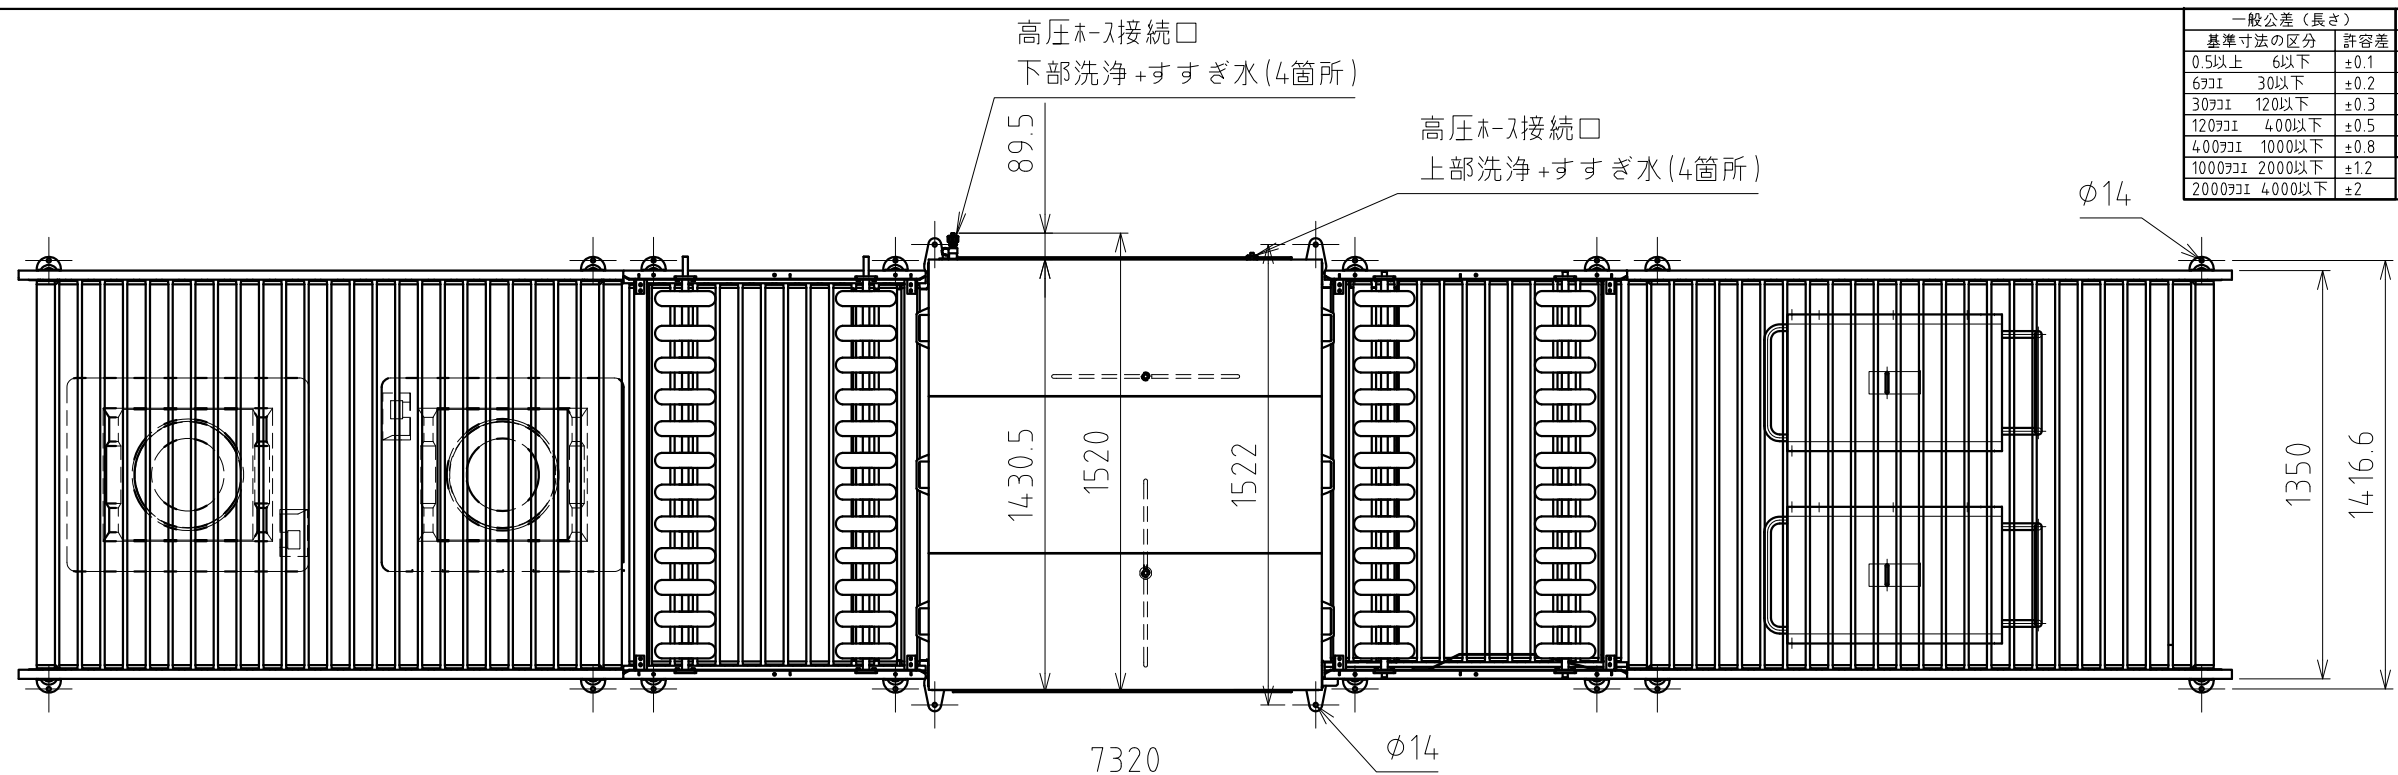 高圧ﾎｰｽ接続口
下部洗浄+すすぎ水(4箇所)
高圧ﾎｰｽ接続口
上部洗浄+すすぎ水(4箇所)
一般公差（長さ）
基準寸法の区分 許容差
0.5以上 6以下 ±0.1
6ｦｺｴ 30以下 ±0.2
30ｦｺｴ 120以下 ±0.3
120ｦｺｴ 400以下 ±0.5
400ｦｺｴ 1000以下 ±0.8
1000ｦｺｴ 2000以下 ±1.2
2000ｦｺｴ 4000以下 ±2
89.5
φ14
1430.5
1520
1522
1350
1416.6
φ14
7320